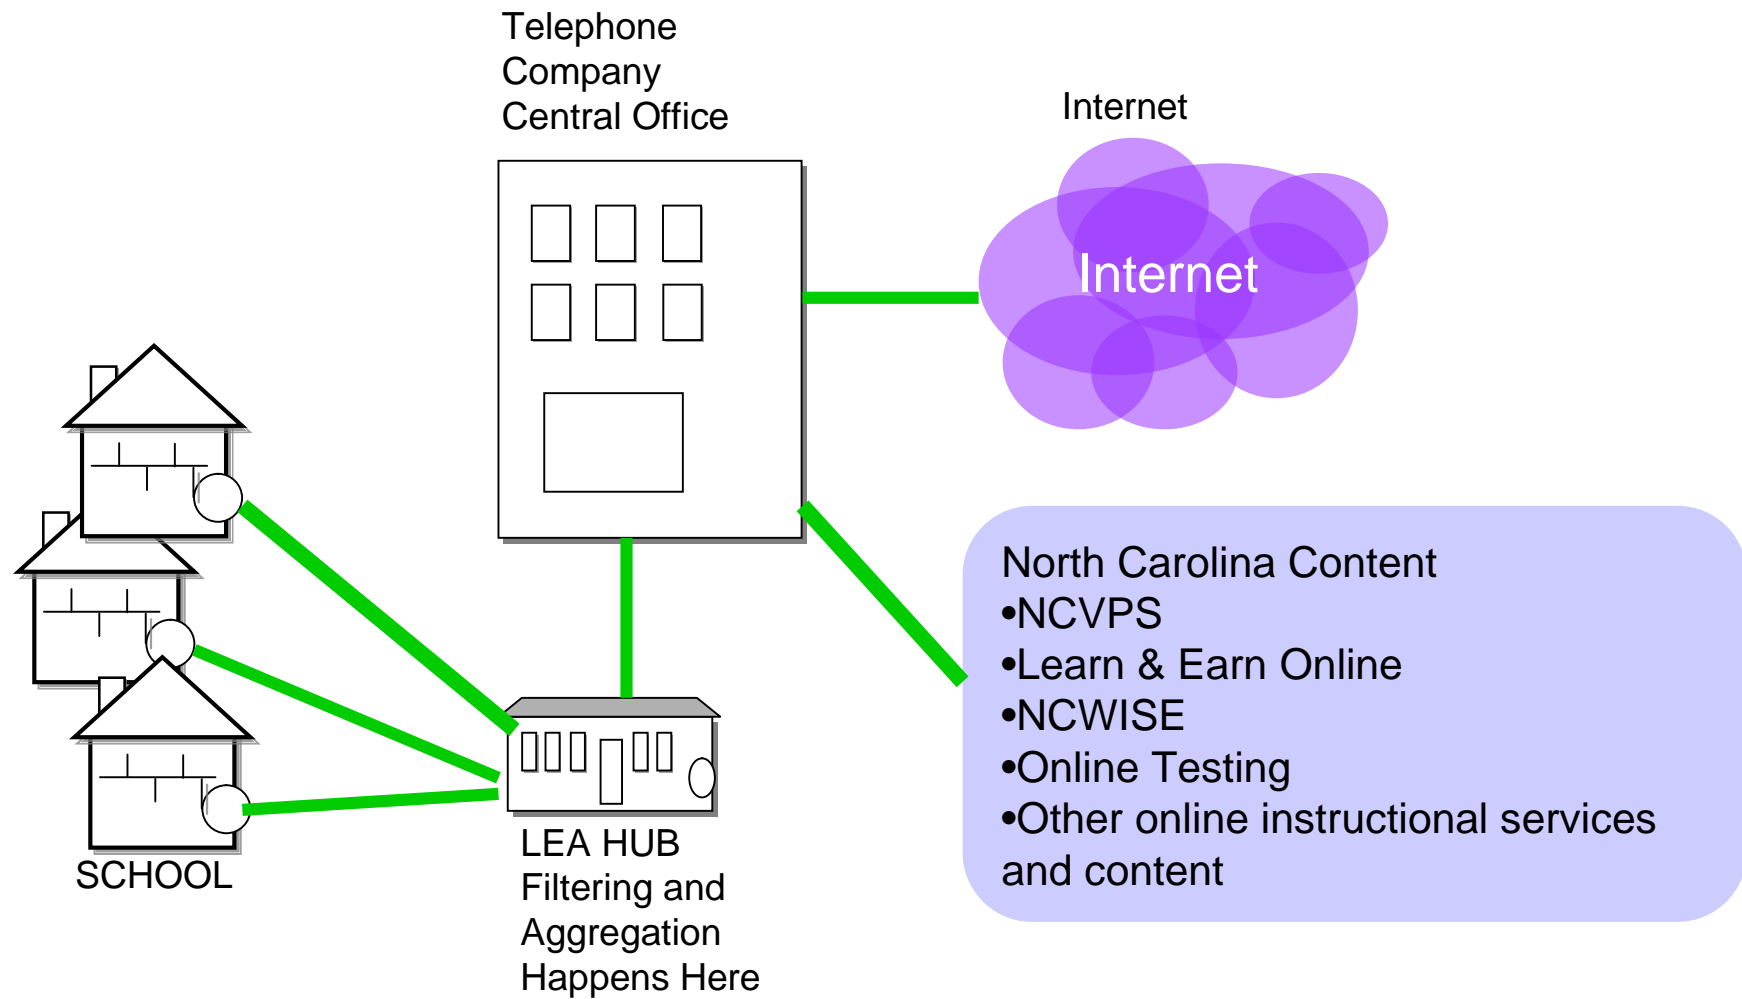 Telephone
Company
Central Office
Internet
Internet
North Carolina Content
•NCVPS
•Learn & Earn Online
•NCWISE
•Online Testing
•Other online instructional services
and content
SCHOOL
LEA HUB
Filtering and
Aggregation
Happens Here